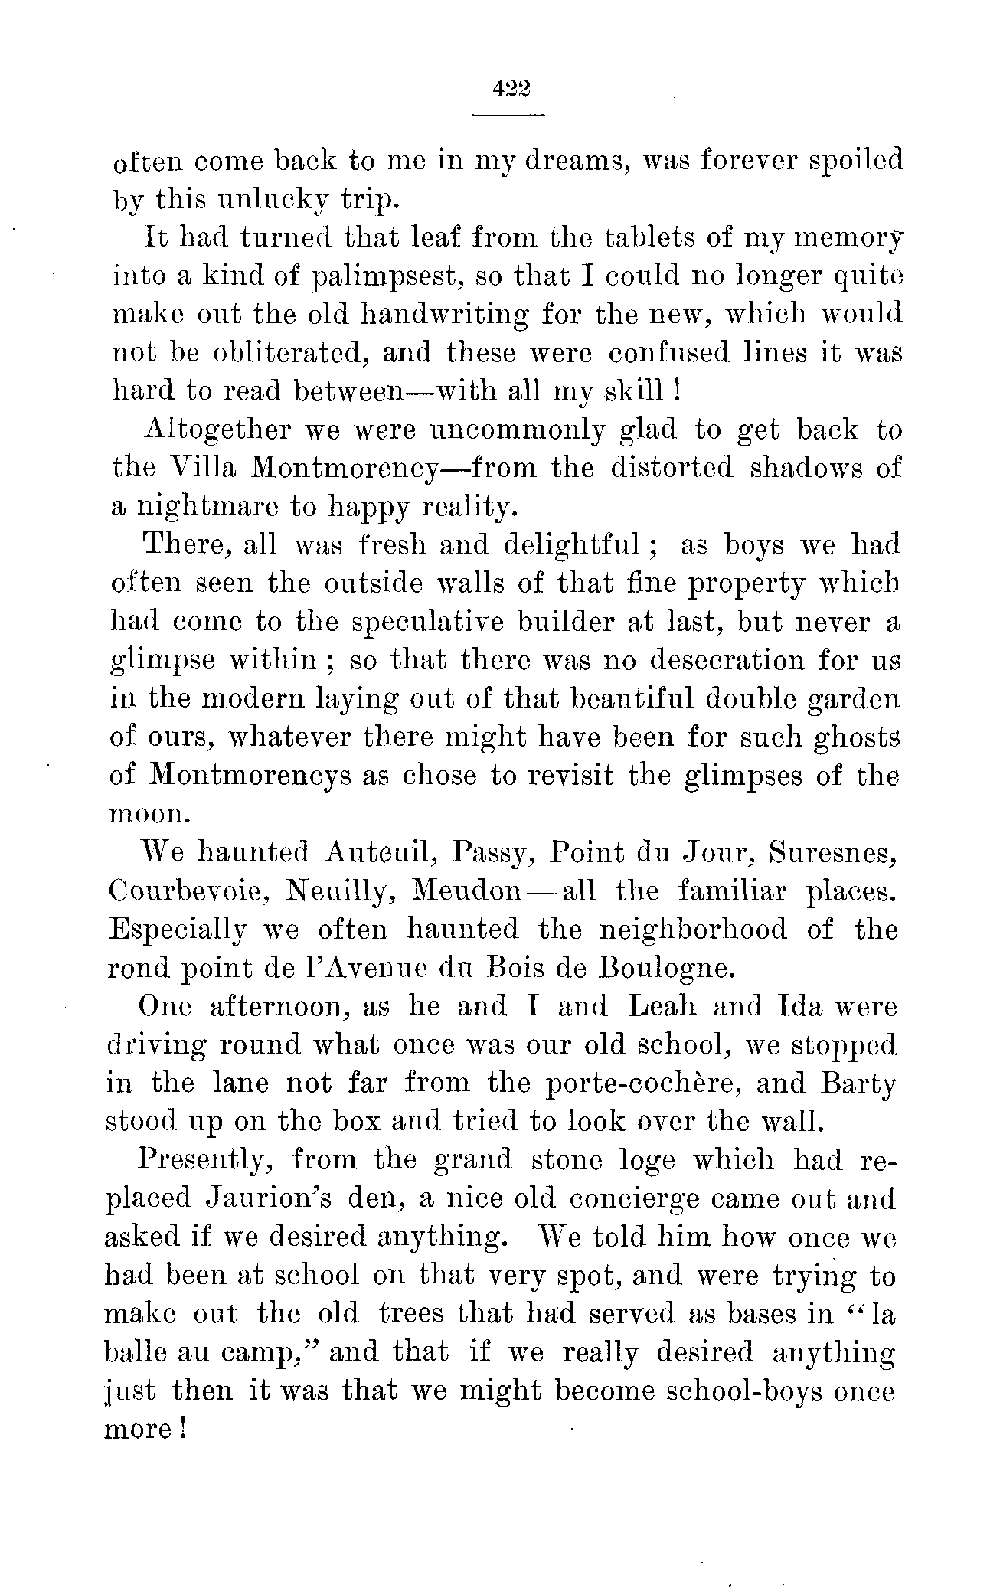 422
often come back to me in my dreams, was forever spoiled
by this unlucky trip.
It had turned that leaf from the tablets of my memory
into a kind of palimpsest, so that I could no longer quite
make out the old handwriting for the new, which would
not be obliterated, and these were confused lines it was
hard to read between—with all my skill !
Altogether we were uncommonly glad to get back to
the Villa Montmorency—from the distorted shadows of
a nightmare to happy reality.
There, all was fresh and delightful ; as boys we had
often seen the outside walls of that fine property which
had come to the speculative builder at last, but never a
glimpse within ; so that there was no desecration for us
in the modern laying out of that beautiful double garden
of ours, whatever there might have been for such ghosts
of Montmorencys as chose to revisit the glimpses of the
moon.
We haunted Auteuil, Passy, Point du Jour, Suresnes,
Courbevoie, Neuilly, Meudon—all the familiar places.
Especially we often haunted the neighborhood of the
rond point de l'Avenue du Bois de Boulogne.
One afternoon, as he and I and Leah and Ida were
driving round what once was our old school, we stopped
in the lane not far from the porte-cochère, and Barty
stood up on the box and tried to look over the wall.
Presently, from the grand stone loge which had re-
placed Jaurion's den, a nice old concierge came out and
asked if we desired anything. We told him how once we
had been at school on that very spot, and were trying to
make out the old trees that had served as bases in “la
balle au camp,” and that if we really desired anything
just then it was that we might become school-boys once
more !